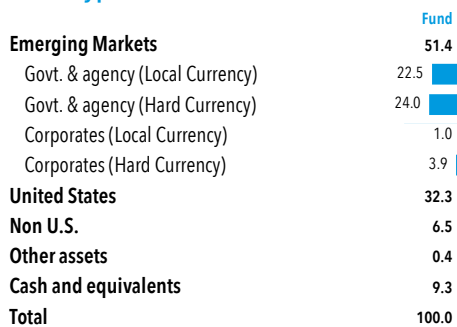 Fund
Emerging Markets 51.4
Govt. & agency (Local Currency) 22.5
Govt. & agency (Hard Currency) 24.0
Corporates (Local Currency) 1.0
Corporates (Hard Currency) 3.9
United States 32.3
Non U.S. 6.5
Other assets 0.4
Cash and equivalents 9.3
Total 100.0